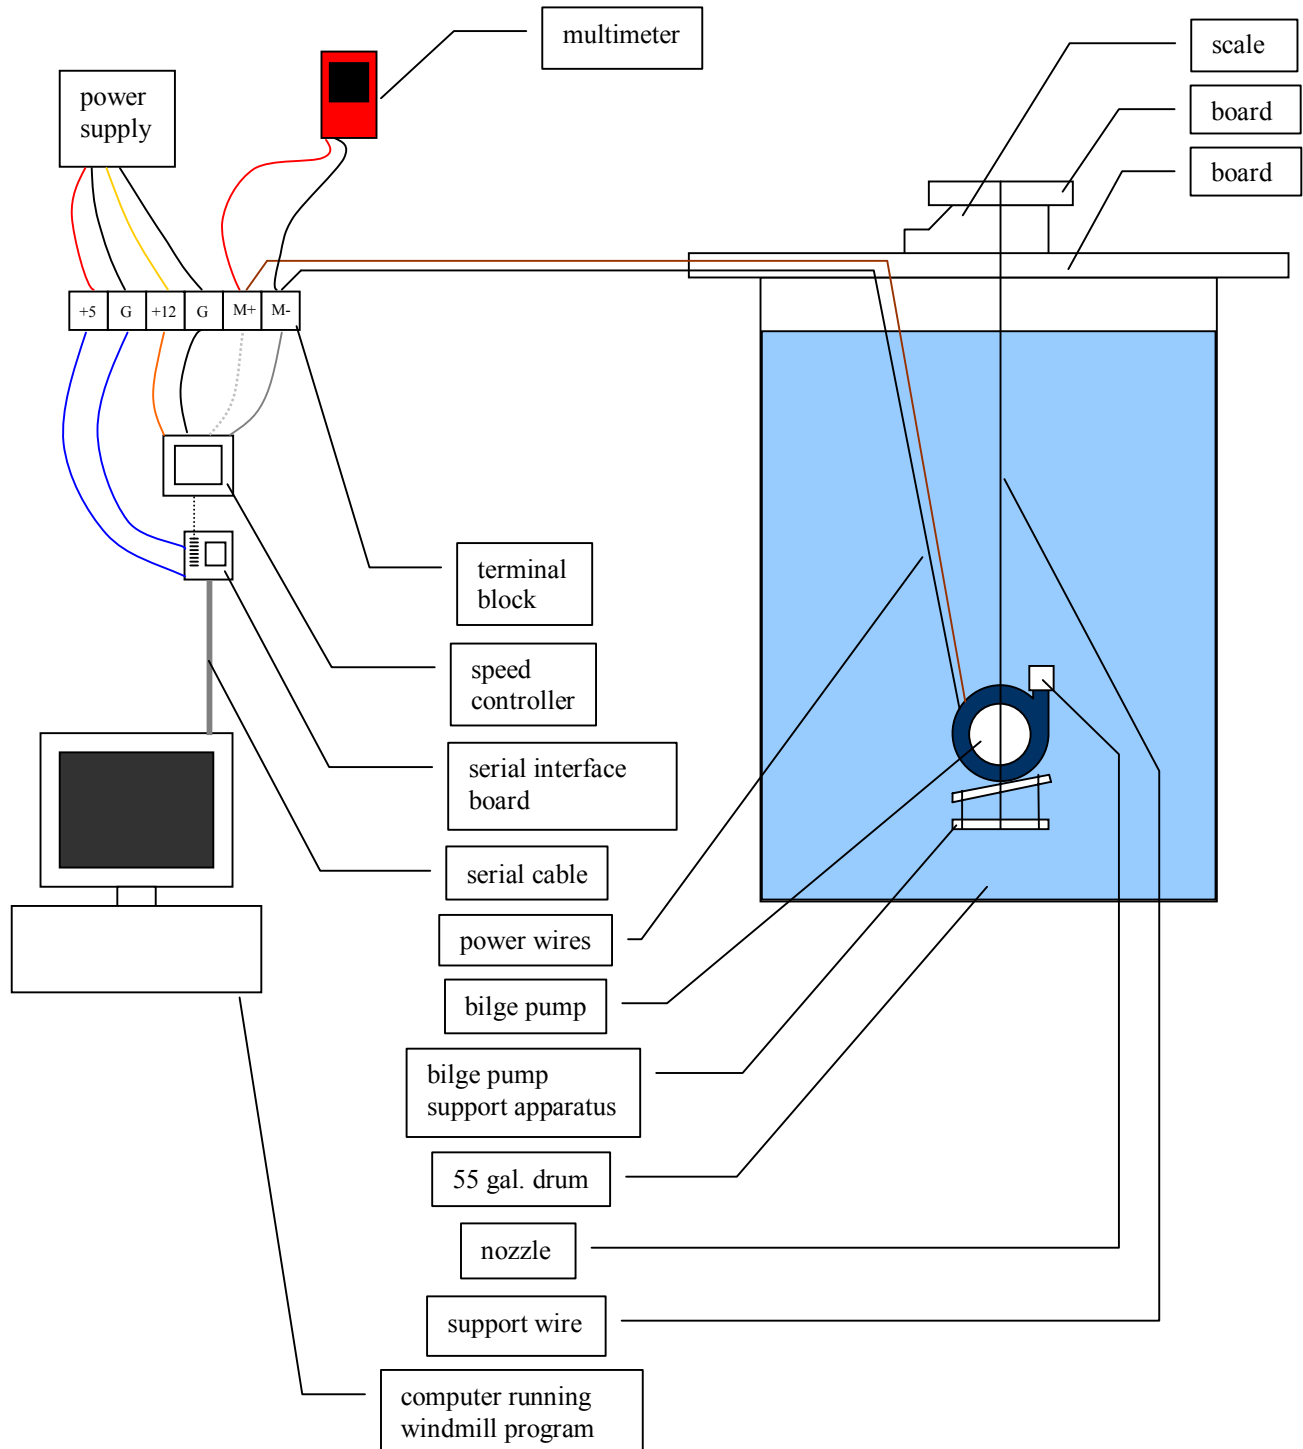 multimeter
scale
power
supply
board
board
+5
G
+12
G
M+
M-
terminal
block
speed
controller
serial interface
board
serial cable
power wires
bilge pump
bilge pump
support apparatus
55 gal. drum
nozzle
support wire
computer running
windmill program